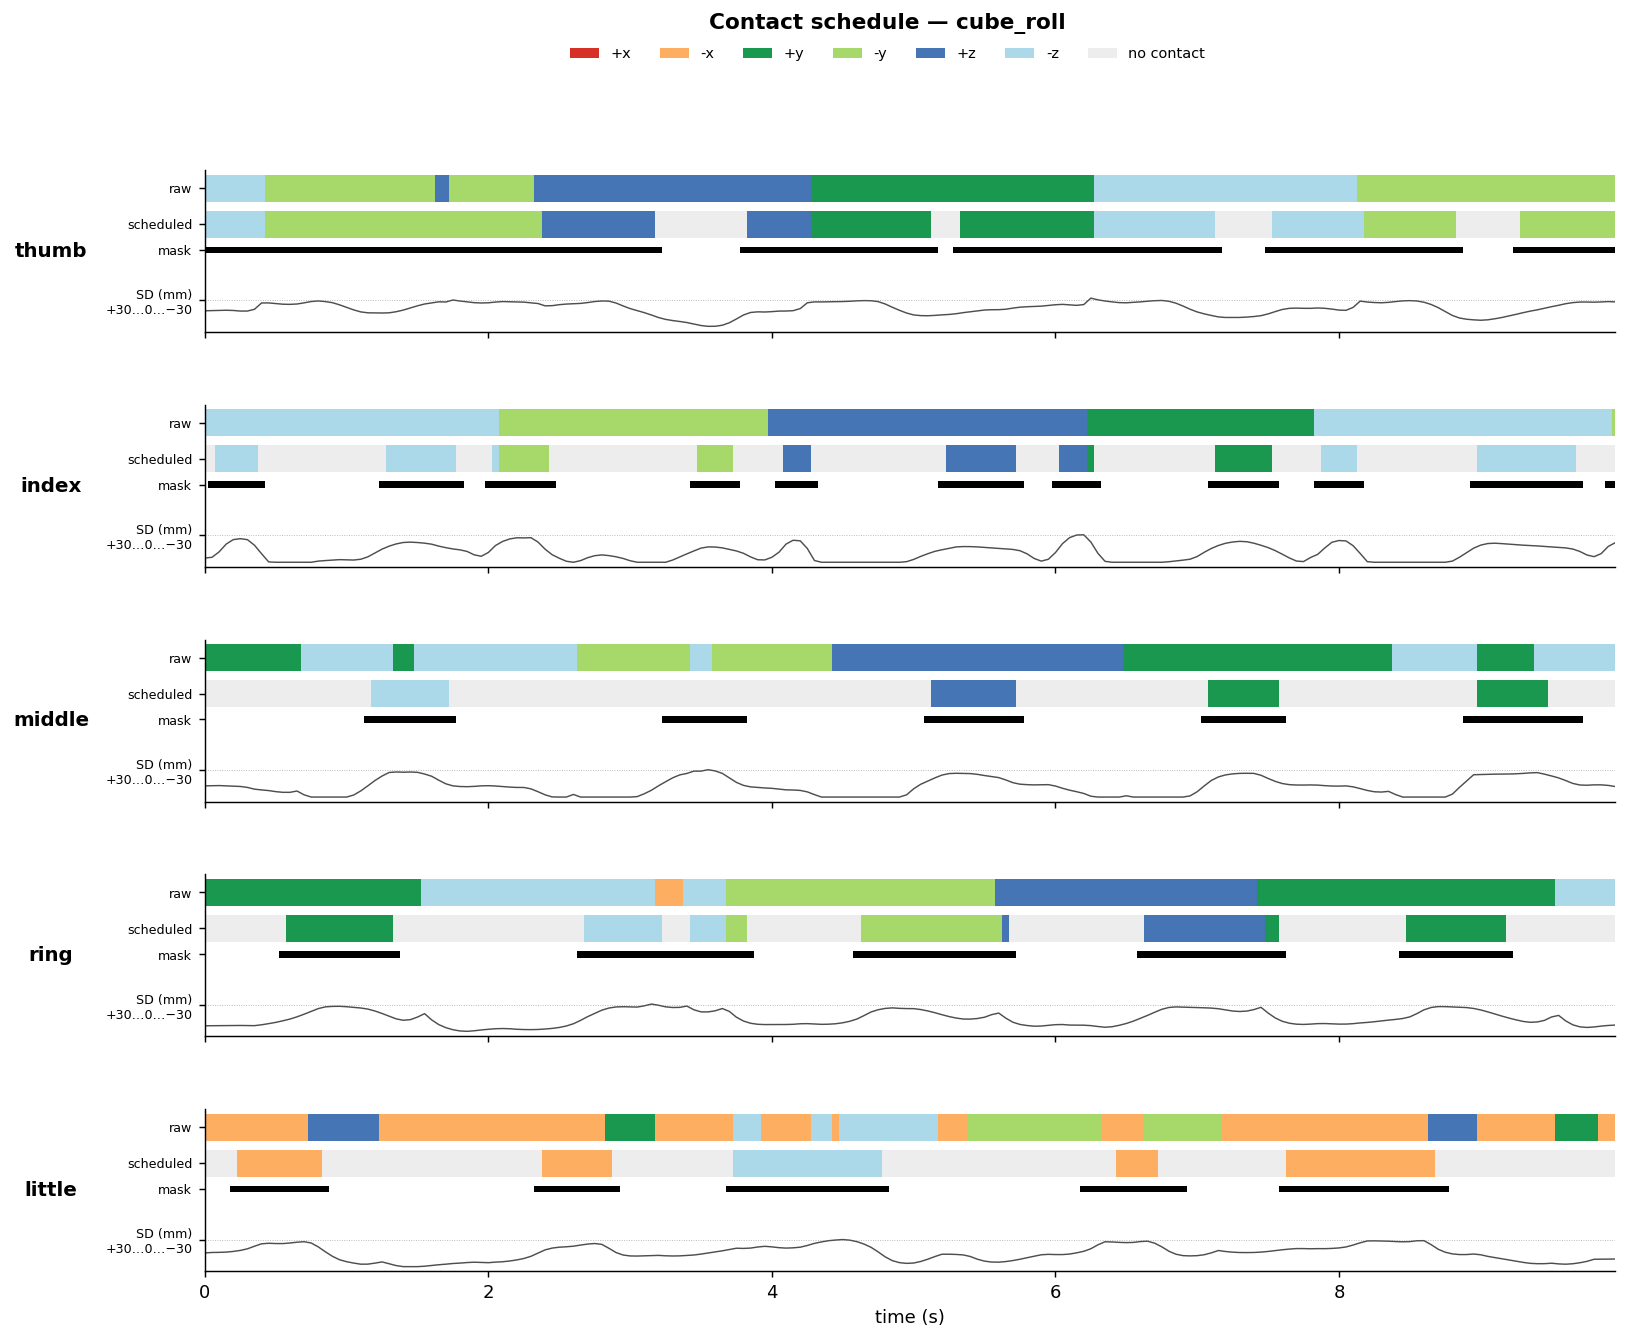 Contact schedule — cube_roll
+x -x +y -y +z -z no contact
raw
scheduled
thumb
mask
SD (mm)
+30…0…−30
raw
scheduled
index
mask
SD (mm)
+30…0…−30
raw
scheduled
middle
mask
SD (mm)
+30…0…−30
raw
scheduled
ring
mask
SD (mm)
+30…0…−30
raw
scheduled
little
mask
SD (mm)
+30…0…−30
0 2 4 6 8
time (s)